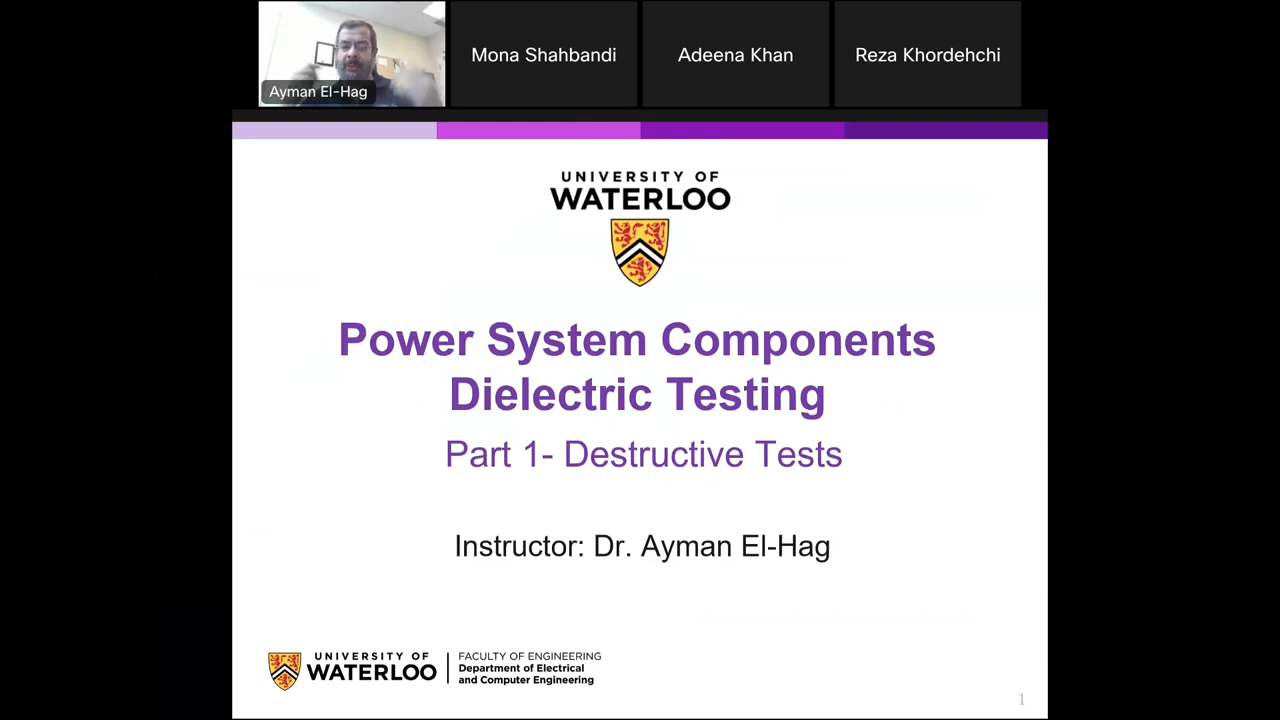 Ayman El-Hag
Mona Shahbandi
Adeena Khan
Reza Khordehchi
UNIVERSITY OF
WATERLOO
Power System Components
Dielectric Testing
Part 1- Destructive Tests
Instructor: Dr. Ayman El-Hag
UNIVERSITY OF
WATERLOO
FACULTY OF ENGINEERING
Department of Electrical
and Computer Engineering
1